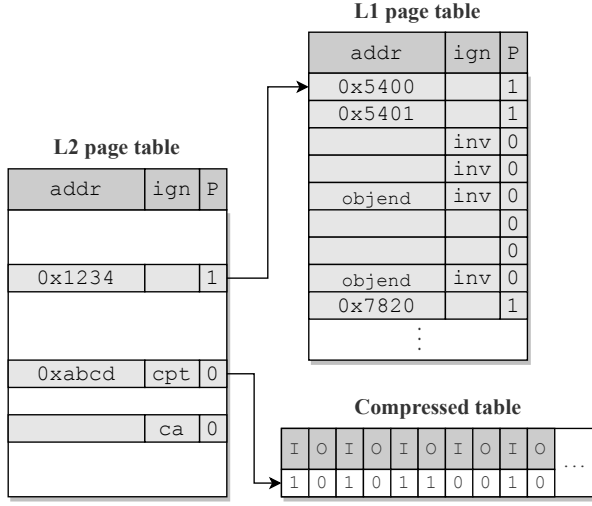 L1 page table
addr ign P
0x5400 1
0x5401 1
inv 0
inv 0
objend inv 0
0
0
objend inv 0
0x7820 1
⋮
L2 page table
addr ign P
0x1234 1
0xabcd cpt 0
ca 0
Compressed table
I O I O I O I O I O ...
1 0 1 0 1 1 0 0 1 0